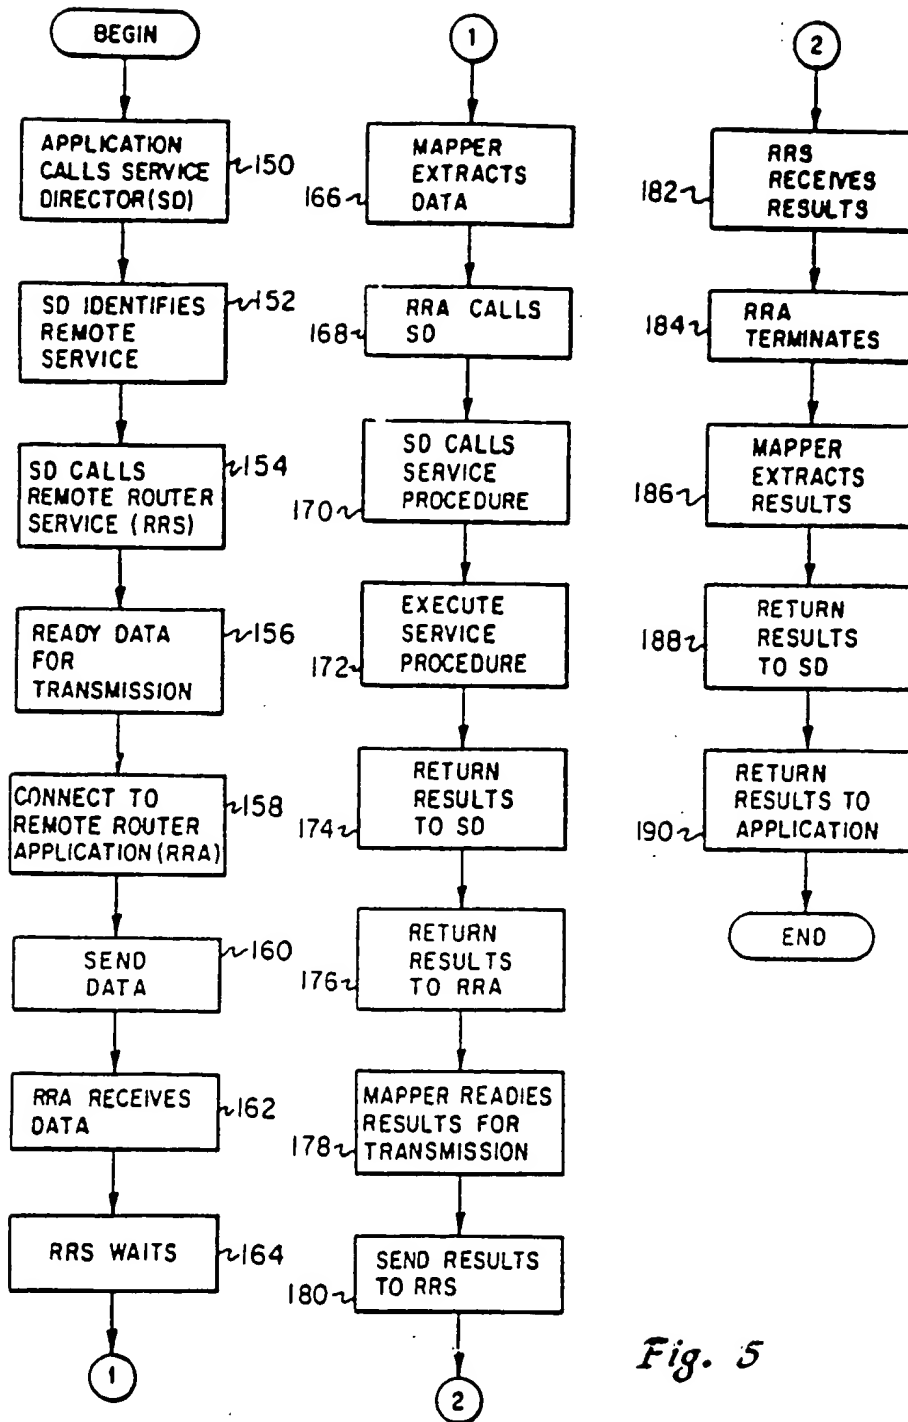 BEGIN
APPLICATION
CALLS SERVICE
DIRECTOR(SD)
150
SD IDENTIFIES
REMOTE
SERVICE
152
SD CALLS
REMOTE ROUTER
SERVICE (RRS)
154
READY DATA
FOR
TRANSMISSION
156
CONNECT TO
REMOTE ROUTER
APPLICATION (RRA)
158
SEND
DATA
160
RRA RECEIVES
DATA
162
RRS WAITS
164
1
1
MAPPER
EXTRACTS
DATA
166
RRA CALLS
SD
168
SD CALLS
SERVICE
PROCEDURE
170
EXECUTE
SERVICE
PROCEDURE
172
RETURN
RESULTS
TO SD
174
RETURN
RESULTS
TO RRA
176
MAPPER READIES
RESULTS FOR
TRANSMISSION
178
SEND RESULTS
TO RRS
180
2
2
RRS
RECEIVES
RESULTS
182
RRA
TERMINATES
184
MAPPER
EXTRACTS
RESULTS
186
RETURN
RESULTS
TO SD
188
RETURN
RESULTS TO
APPLICATION
190
END
Fig. 5